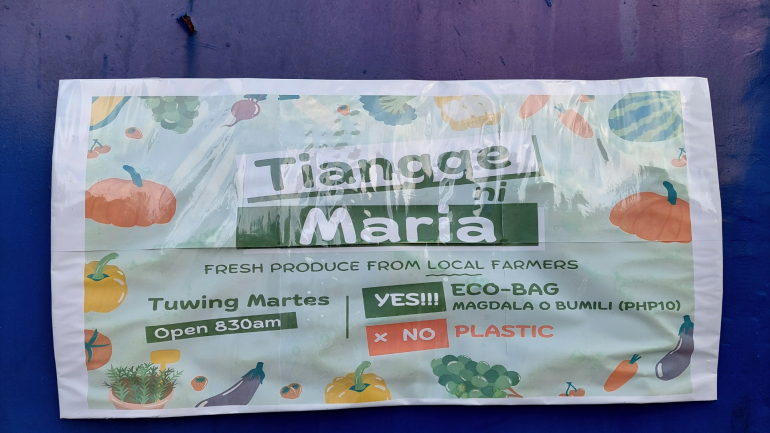 Tiangge
ni
Maria
FRESH PRODUCE FROM LOCAL FARMERS
Tuwing Martes
Open 830am
YES!!! ECO-BAG
MAGDALA O BUMILI (PHP10)
x NO PLASTIC